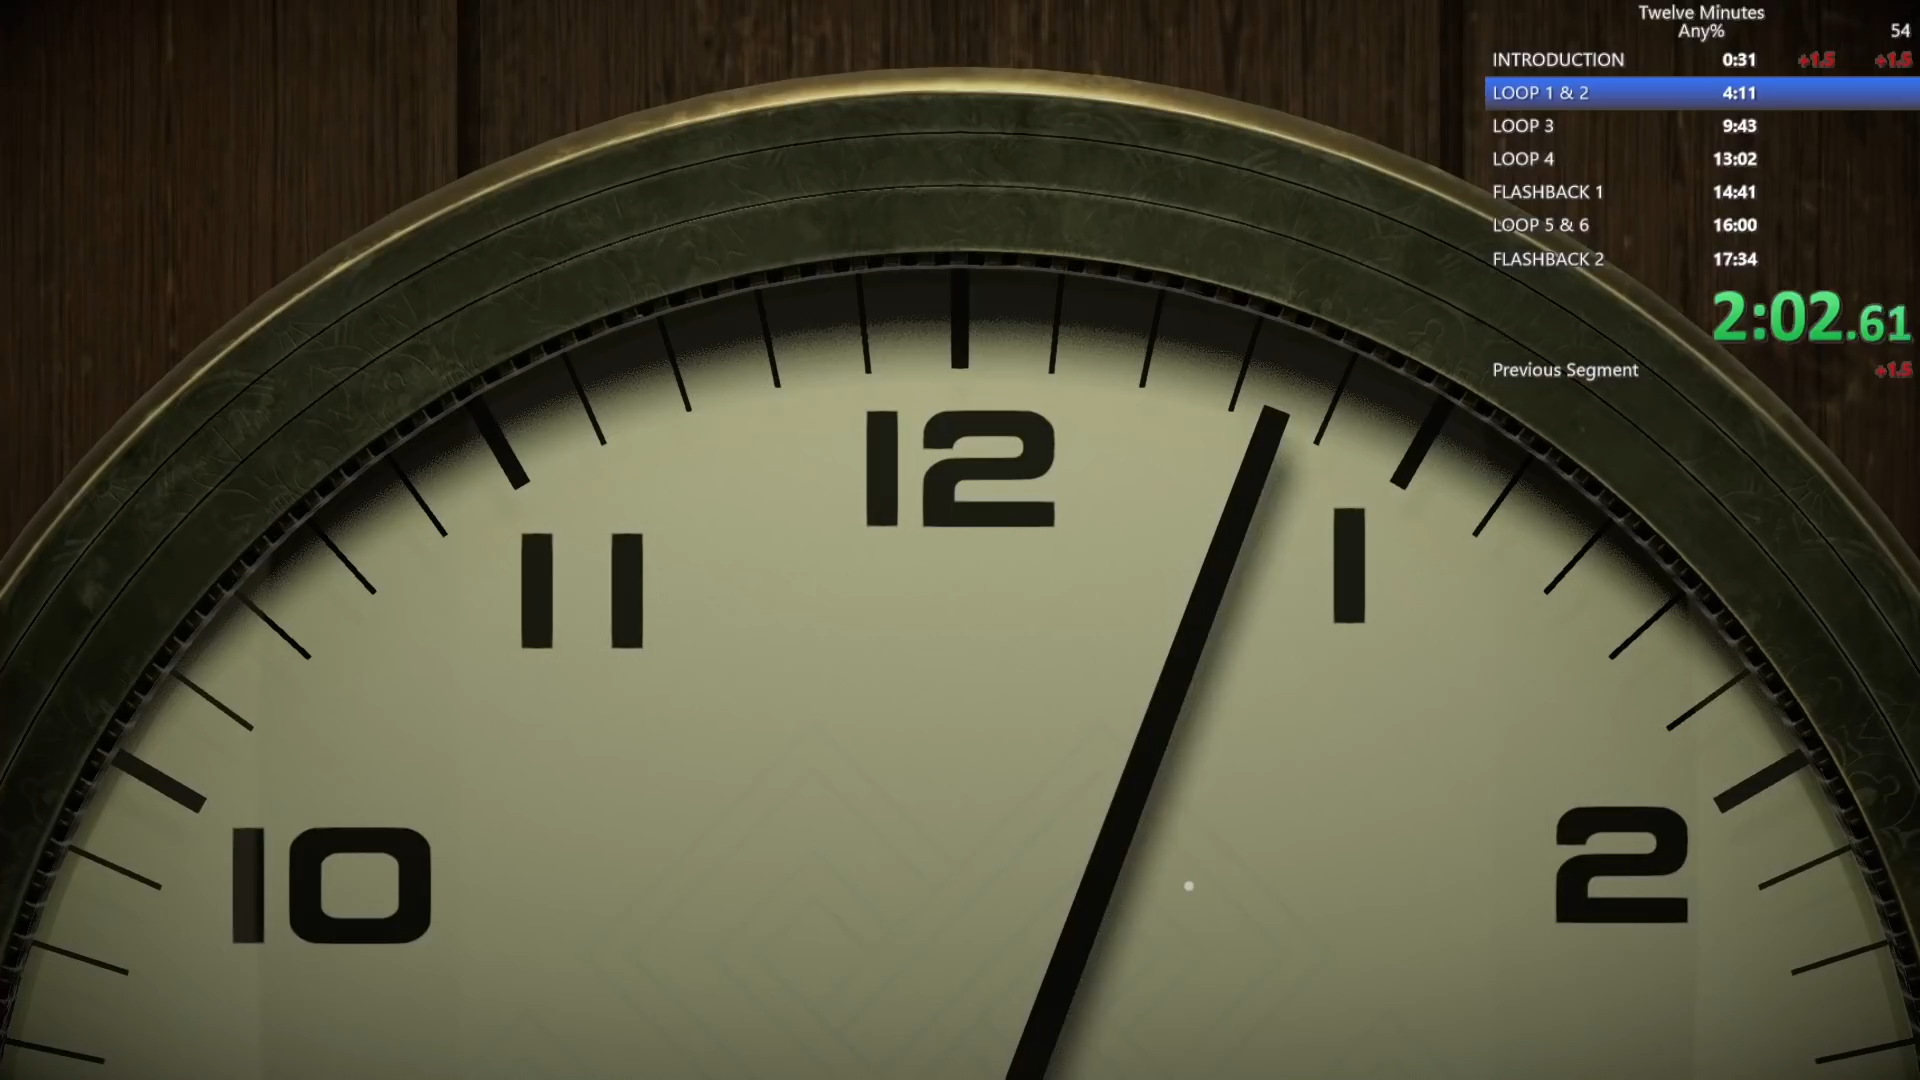 Twelve Minutes
Any%
54
INTRODUCTION 0:31 +1.5 +1.5
LOOP 1 & 2 4:11
LOOP 3 9:43
LOOP 4 13:02
FLASHBACK 1 14:41
LOOP 5 & 6 16:00
FLASHBACK 2 17:34
2:02.61
Previous Segment +1.5
12
11
1
10
2